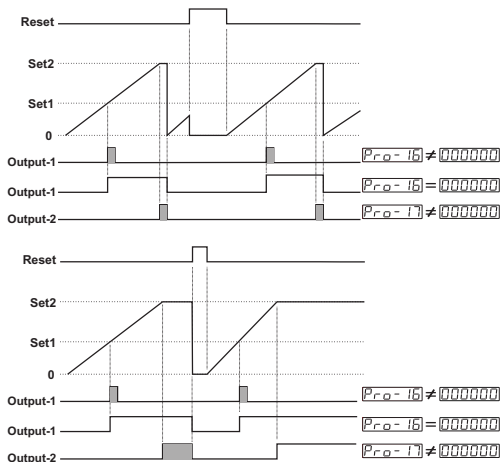 Reset
Set2
Set1
0
Output-1 Pro-16 ≠ 000000
Output-1 Pro-16 = 000000
Output-2 Pro-17 ≠ 000000
Reset
Set2
Set1
0
Output-1 Pro-16 ≠ 000000
Output-1 Pro-16 = 000000
Output-2 Pro-17 ≠ 000000